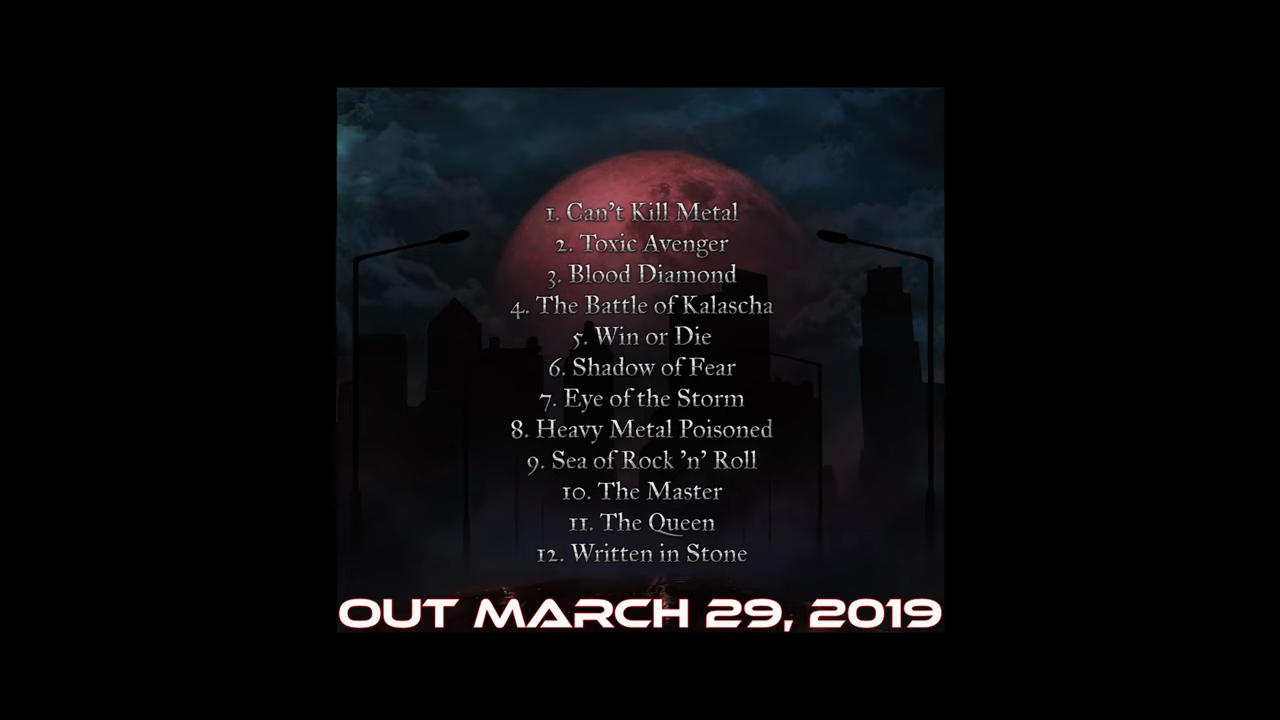 1. Can't Kill Metal
2. Toxic Avenger
3. Blood Diamond
4. The Battle of Kalascha
5. Win or Die
6. Shadow of Fear
7. Eye of the Storm
8. Heavy Metal Poisoned
9. Sea of Rock 'n' Roll
10. The Master
11. The Queen
12. Written in Stone
OUT MARCH 29, 2019